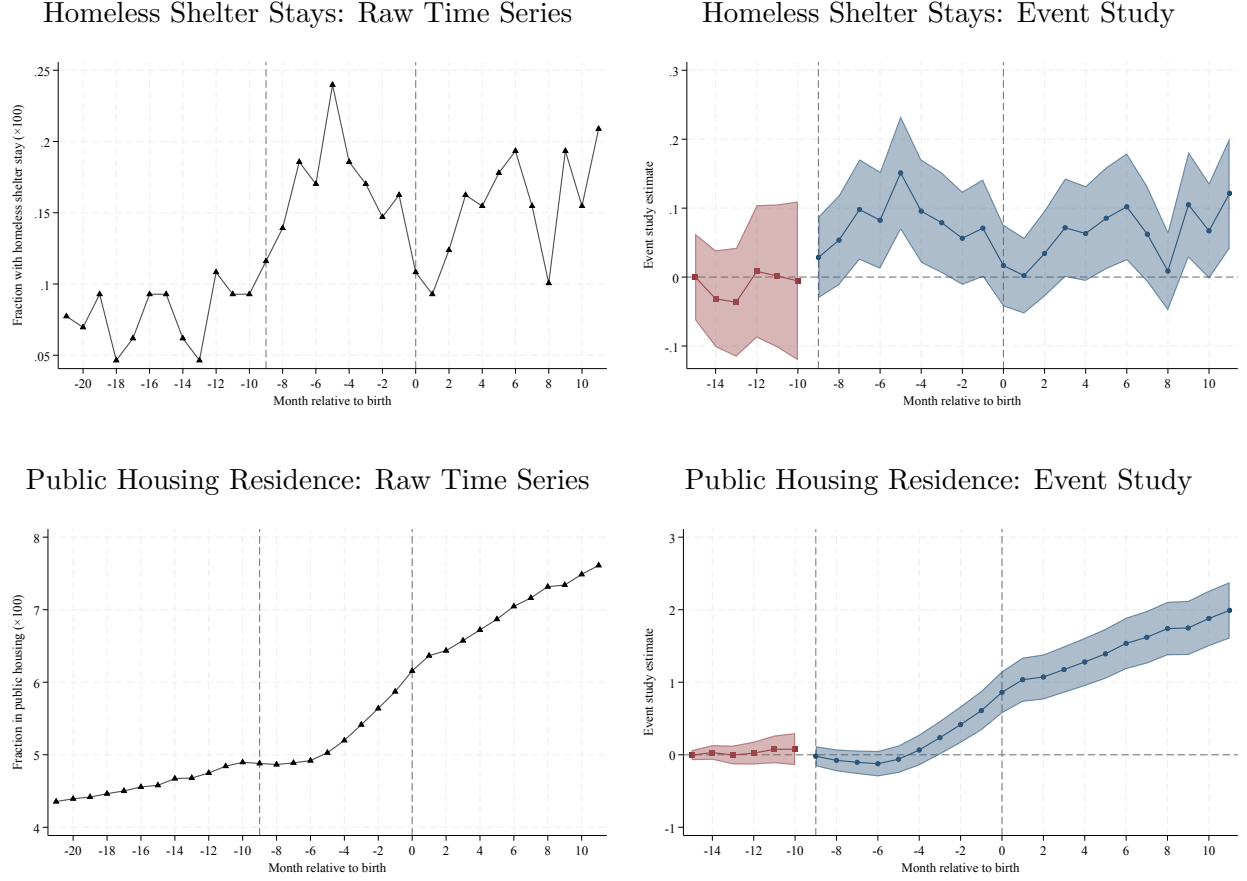 Homeless Shelter Stays: Raw Time Series
Fraction with homeless shelter stay (×100)
.25
.2
.15
.1
.05
-20 -18 -16 -14 -12 -10 -8 -6 -4 -2 0 2 4 6 8 10
Month relative to birth
Homeless Shelter Stays: Event Study
Event study estimate
.3
.2
.1
0
-.1
-14 -12 -10 -8 -6 -4 -2 0 2 4 6 8 10
Month relative to birth
Public Housing Residence: Raw Time Series
Fraction in public housing (×100)
8
7
6
5
4
-20 -18 -16 -14 -12 -10 -8 -6 -4 -2 0 2 4 6 8 10
Month relative to birth
Public Housing Residence: Event Study
Event study estimate
3
2
1
0
-1
-14 -12 -10 -8 -6 -4 -2 0 2 4 6 8 10
Month relative to birth